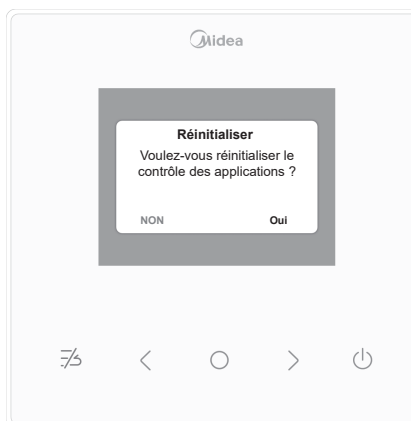 Midea
Réinitialiser
Voulez-vous réinitialiser le
contrôle des applications ?
NON Oui